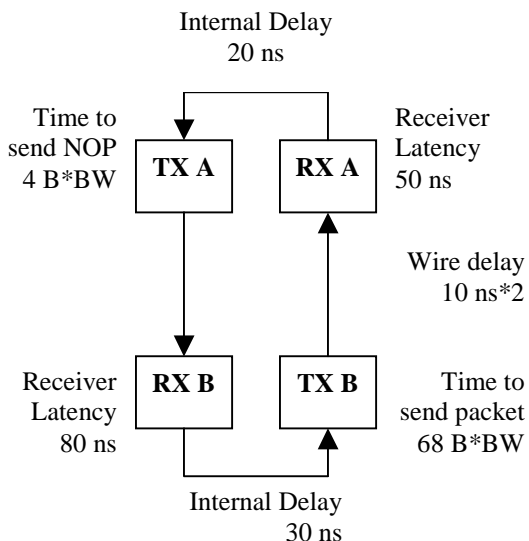 Internal Delay
20 ns
Time to
send NOP
4 B*BW
TX A
RX A
Receiver
Latency
50 ns
Wire delay
10 ns*2
Receiver
Latency
80 ns
RX B
TX B
Time to
send packet
68 B*BW
Internal Delay
30 ns